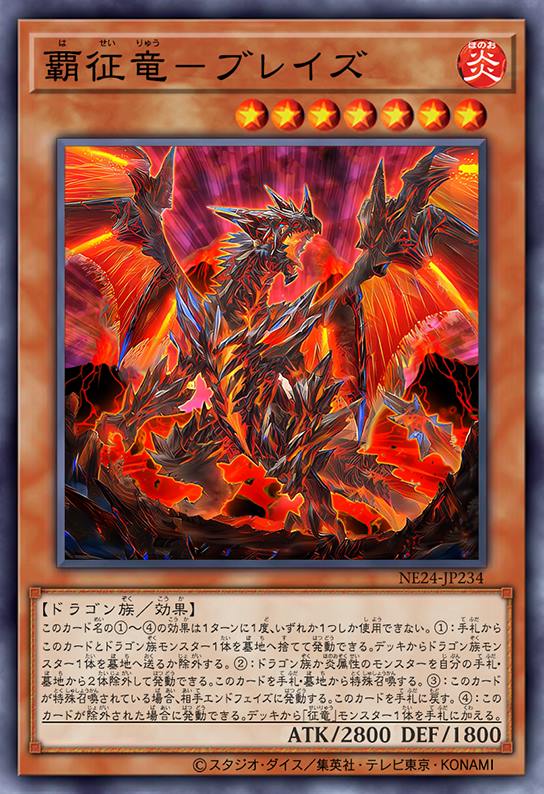 覇征竜－ブレイズ
炎
NE24-JP234
【ドラゴン族／効果】
このカード名の①～④の効果は1ターンに1度、いずれか1つしか使用できない。①：手札から
このカードとドラゴン族モンスター1体を墓地へ捨てて発動できる。デッキからドラゴン族モン
スター1体を墓地へ送るか除外する。②：ドラゴン族か炎属性のモンスターを自分の手札・
墓地から2体除外して発動できる。このカードを手札・墓地から特殊召喚する。③：このカード
が特殊召喚されている場合、相手エンドフェイズに発動する。このカードを手札に戻す。④：こ
のカードが除外された場合に発動できる。デッキから「征竜」モンスター1体を手札に加える。
ATK/2800 DEF/1800
©スタジオ・ダイス／集英社・テレビ東京・KONAMI